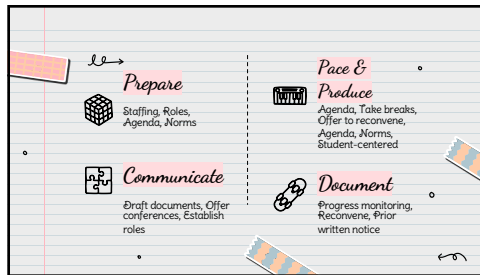 Prepare
Staffing, Roles,
Agenda, Norms
Communicate
Draft documents, Offer
conferences, Establish
roles
Pace &
Produce
Agenda, Take breaks,
Offer to reconvene,
Agenda, Norms,
Student-centered
Document
Progress monitoring,
Reconvene, Prior
written notice